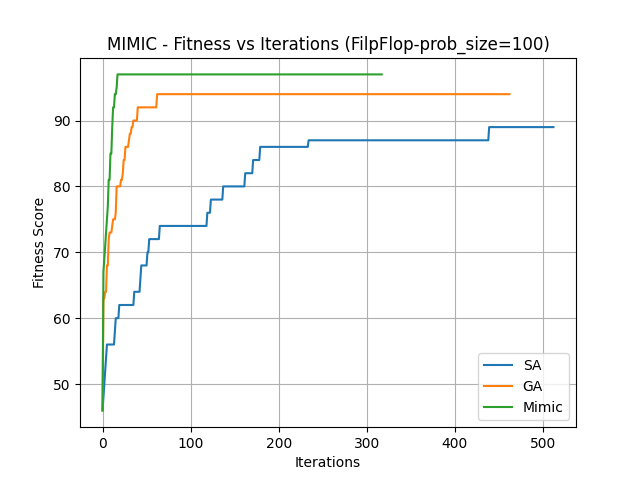 MIMIC - Fitness vs Iterations (FilpFlop-prob_size=100)
Fitness Score
90
80
70
60
50
SA
GA
Mimic
0 100 200 300 400 500
Iterations